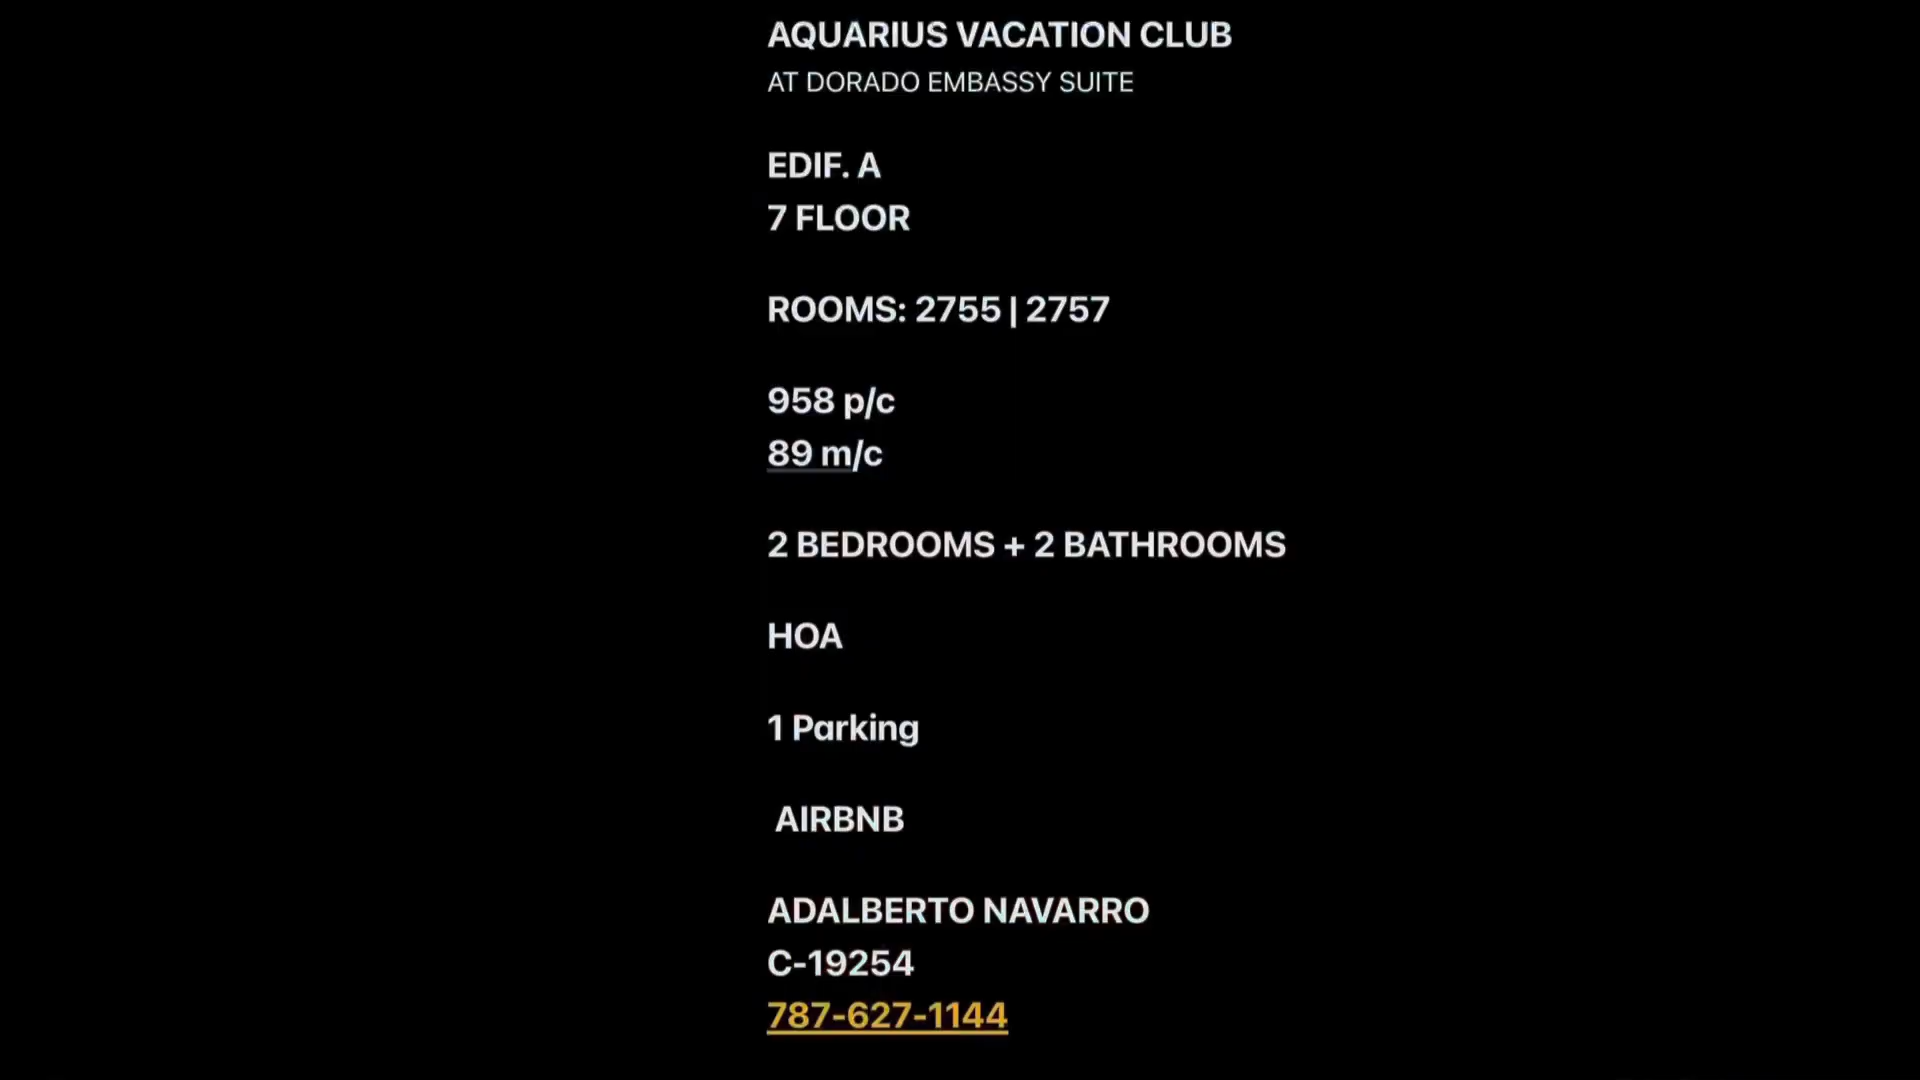 AQUARIUS VACATION CLUB
AT DORADO EMBASSY SUITE
EDIF. A
7 FLOOR
ROOMS: 2755 | 2757
958 p/c
89 m/c
2 BEDROOMS + 2 BATHROOMS
HOA
1 Parking
AIRBNB
ADALBERTO NAVARRO
C-19254
787-627-1144